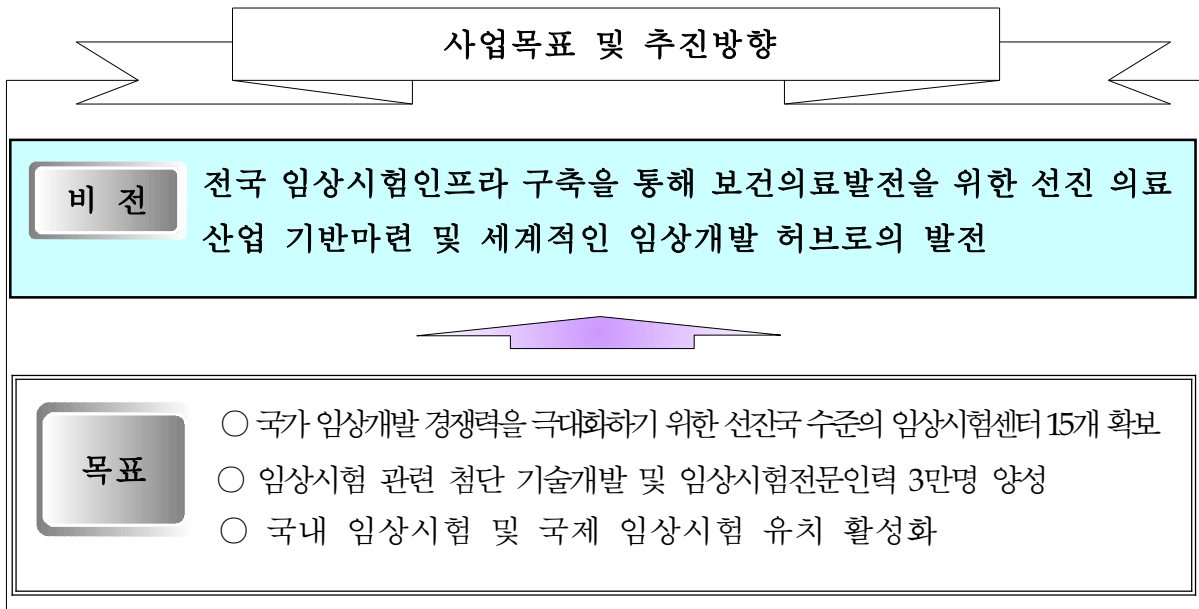 사업목표 및 추진방향
비 전
전국 임상시험인프라 구축을 통해 보건의료발전을 위한 선진 의료
산업 기반마련 및 세계적인 임상개발 허브로의 발전
목표
○ 국가 임상개발 경쟁력을 극대화하기 위한 선진국 수준의 임상시험센터 15개 확보
○ 임상시험 관련 첨단 기술개발 및 임상시험전문인력 3만명 양성
○ 국내 임상시험 및 국제 임상시험 유치 활성화